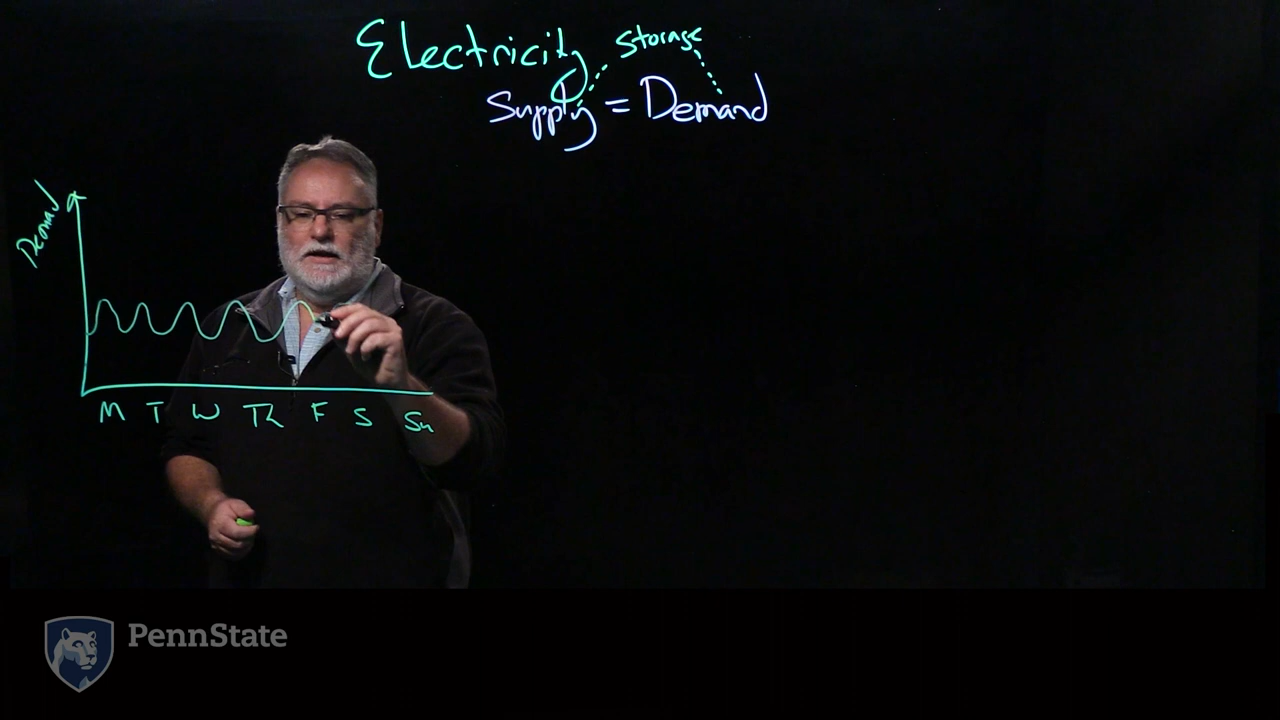 Electricity
Storage
Supply = Demand
Demand
M T W Th F S Su
PennState